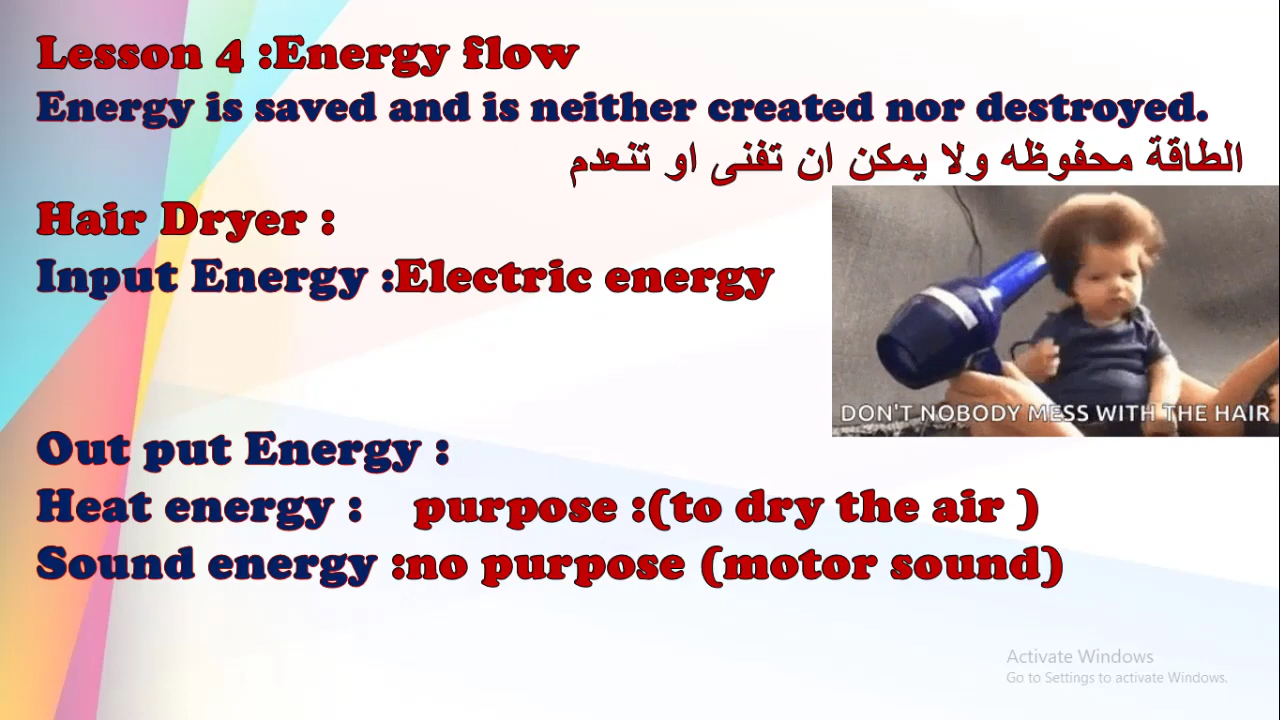 Lesson 4 :Energy flow
Energy is saved and is neither created nor destroyed.
الطاقة محفوظه ولا يمكن ان تفنى او تنعدم
Hair Dryer :
Input Energy :Electric energy
DON'T NOBODY MESS WITH THE HAIR
Out put Energy :
Heat energy : purpose :(to dry the air )
Sound energy :no purpose (motor sound)
Activate Windows
Go to Settings to activate Windows.